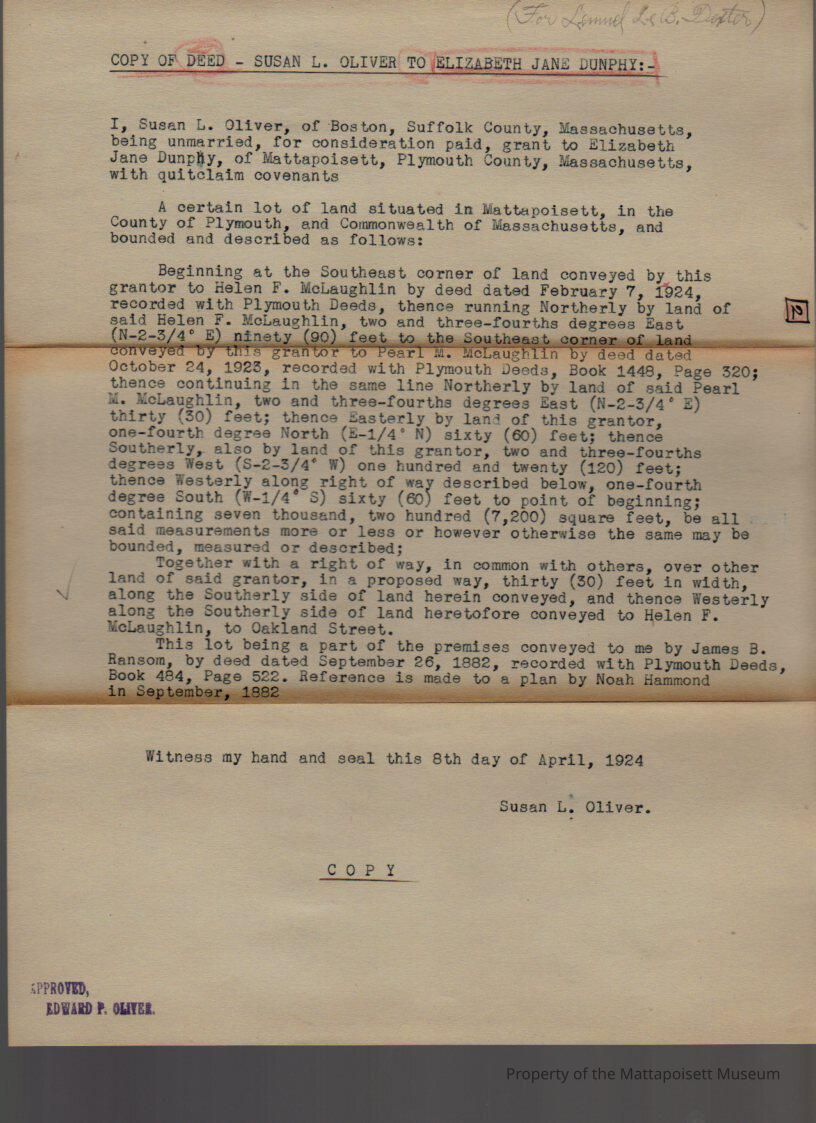 (For Lemuel LeB. Dexter)
COPY OF DEED - SUSAN L. OLIVER TO ELIZABETH JANE DUNPHY:-
I, Susan L. Oliver, of Boston, Suffolk County, Massachusetts,
being unmarried, for consideration paid, grant to Elizabeth
Jane Dunphy, of Mattapoisett, Plymouth County, Massachusetts,
with quitclaim covenants
A certain lot of land situated in Mattapoisett, in the
County of Plymouth, and Commonwealth of Massachusetts, and
bounded and described as follows:
Beginning at the Southeast corner of land conveyed by this
grantor to Helen F. McLaughlin by deed dated February 7, 1924,
recorded with Plymouth Deeds, thence running Northerly by land of
said Helen F. McLaughlin, two and three-fourths degrees East
(N-2-3/4° E) ninety (90) feet to the Southeast corner of land
conveyed by this grantor to Pearl M. McLaughlin by deed dated
October 24, 1923, recorded with Plymouth Deeds, Book 1448, Page 320;
thence continuing in the same line Northerly by land of said Pearl
M. McLaughlin, two and three-fourths degrees East (N-2-3/4° E)
thirty (30) feet; thence Easterly by land of this grantor,
one-fourth degree North (E-1/4° N) sixty (60) feet; thence
Southerly, also by land of this grantor, two and three-fourths
degrees West (S-2-3/4° W) one hundred and twenty (120) feet;
thence Westerly along right of way described below, one-fourth
degree South (W-1/4° S) sixty (60) feet to point of beginning;
containing seven thousand, two hundred (7,200) square feet, be all
said measurements more or less or however otherwise the same may be
bounded, measured or described;
Together with a right of way, in common with others, over other
land of said grantor, in a proposed way, thirty (30) feet in width,
along the Southerly side of land herein conveyed, and thence Westerly
along the Southerly side of land heretofore conveyed to Helen F.
McLaughlin, to Oakland Street.
This lot being a part of the premises conveyed to me by James B.
Ransom, by deed dated September 26, 1882, recorded with Plymouth Deeds,
Book 484, Page 522. Reference is made to a plan by Noah Hammond
in September, 1882
Witness my hand and seal this 8th day of April, 1924
Susan L. Oliver.
C O P Y
APPROVED,
EDWARD P. OLIVER.
Property of the Mattapoisett Museum